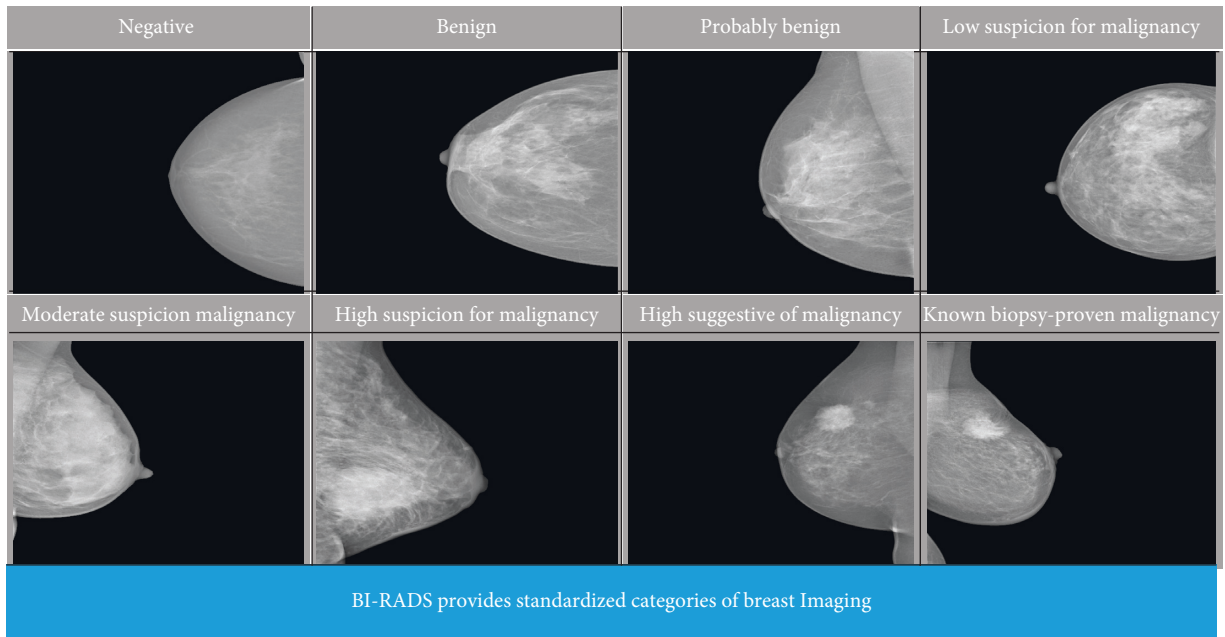 Negative
Benign
Probably benign
Low suspicion for malignancy
Moderate suspicion malignancy
High suspicion for malignancy
High suggestive of malignancy
Known biopsy-proven malignancy
BI-RADS provides standardized categories of breast Imaging